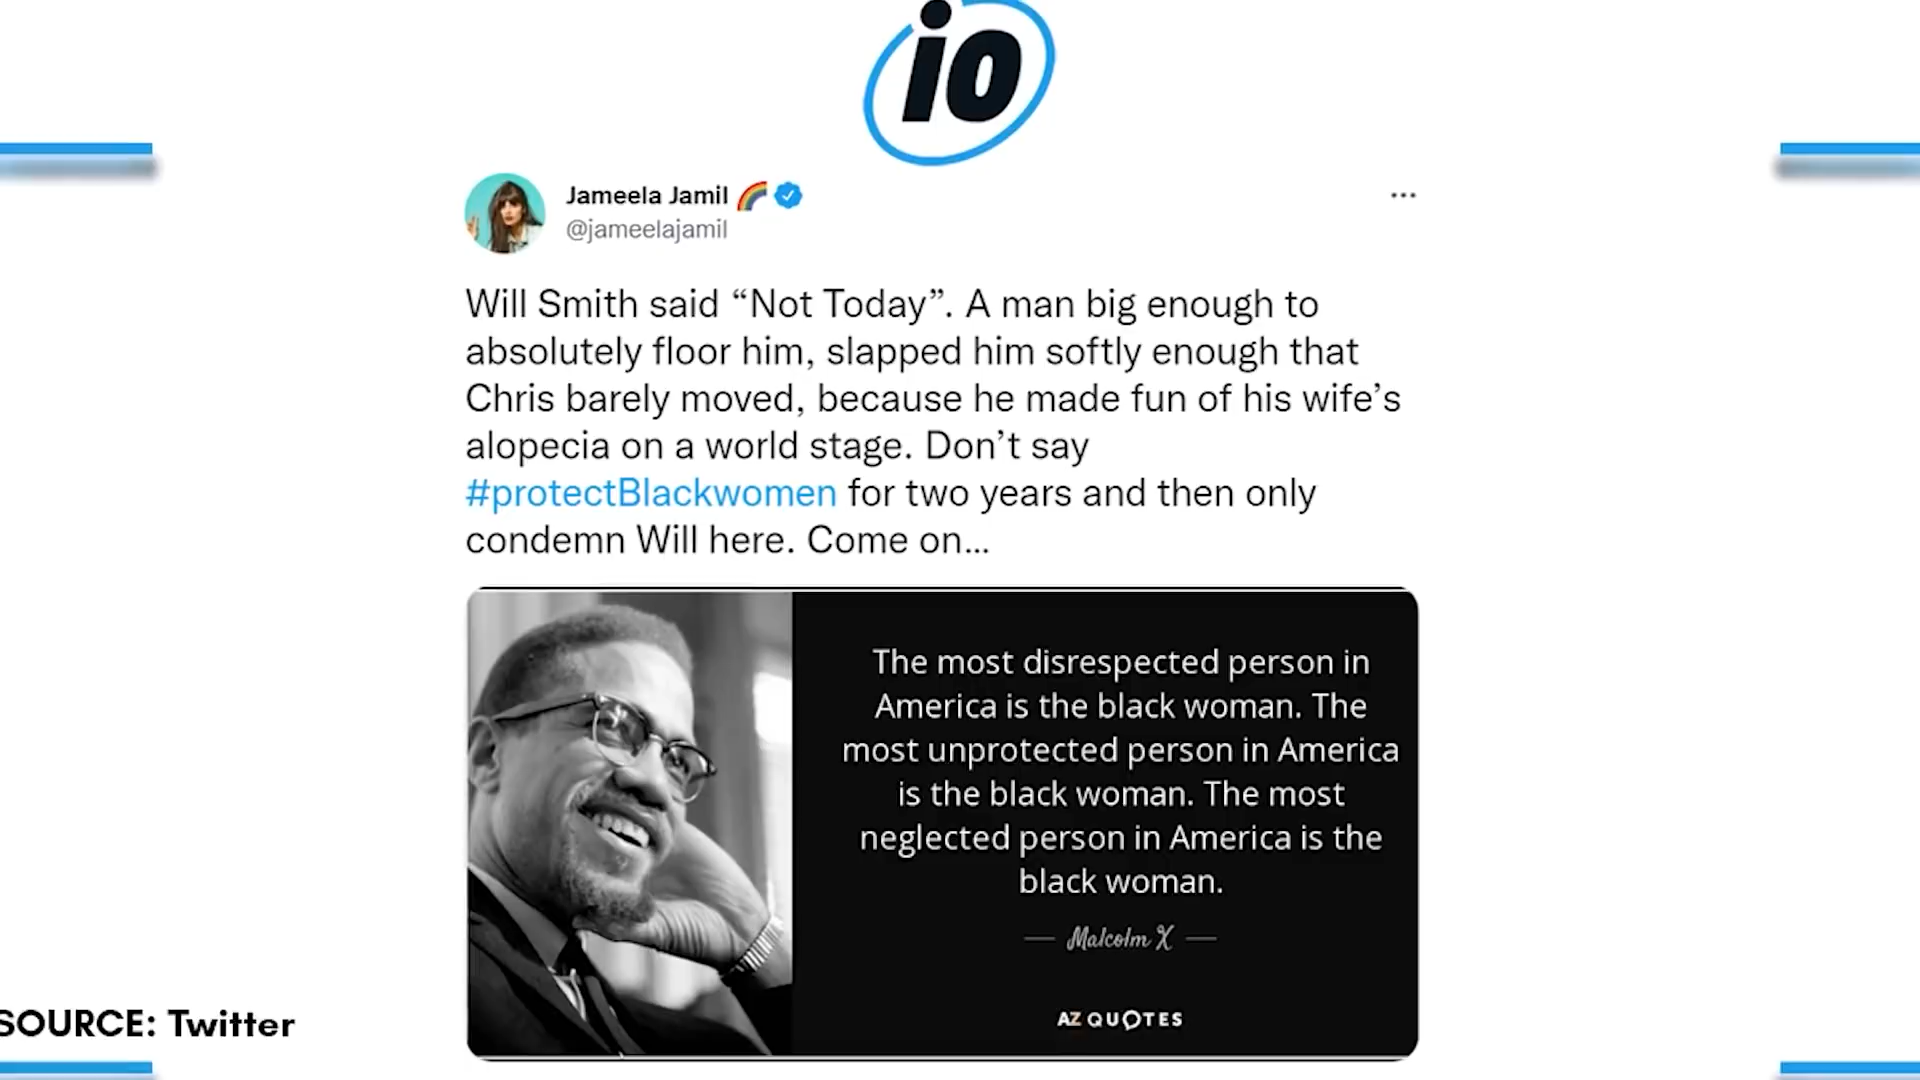 io
Jameela Jamil
@jameelajamil
Will Smith said “Not Today”. A man big enough to
absolutely floor him, slapped him softly enough that
Chris barely moved, because he made fun of his wife’s
alopecia on a world stage. Don’t say
#protectBlackwomen for two years and then only
condemn Will here. Come on...
The most disrespected person in
America is the black woman. The
most unprotected person in America
is the black woman. The most
neglected person in America is the
black woman.
— Malcolm X —
AZ QUOTES
SOURCE: Twitter